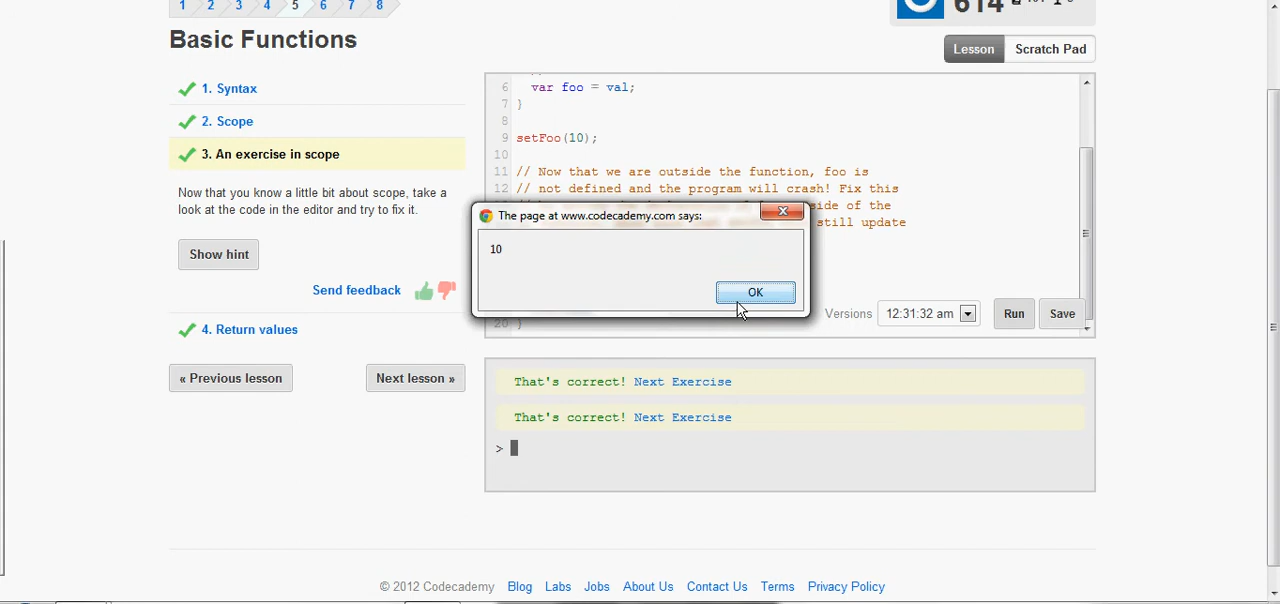 1 2 3 4 5 6 7 8
614
Basic Functions
Lesson Scratch Pad
1. Syntax
2. Scope
3. An exercise in scope
Now that you know a little bit about scope, take a
look at the code in the editor and try to fix it.
Show hint
Send feedback
4. Return values
« Previous lesson Next lesson »
6 var foo = val;
7 }
8
9 setFoo(10);
10
11 // Now that we are outside the function, foo is
12 // not defined and the program will crash! Fix this
side of the
still update
The page at www.codecademy.com says:
10
OK
20 }
Versions 12:31:32 am Run Save
That's correct! Next Exercise
That's correct! Next Exercise
>
© 2012 Codecademy Blog Labs Jobs About Us Contact Us Terms Privacy Policy